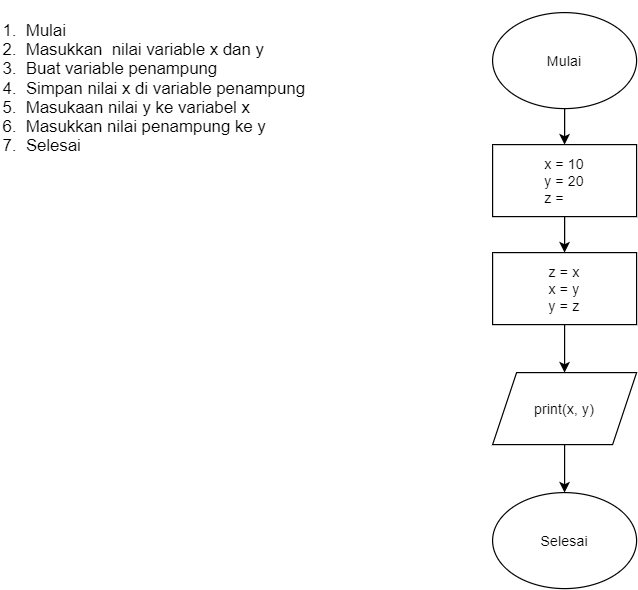 1. Mulai
2. Masukkan nilai variable x dan y
3. Buat variable penampung
4. Simpan nilai x di variable penampung
5. Masukaan nilai y ke variabel x
6. Masukkan nilai penampung ke y
7. Selesai
Mulai
x = 10
y = 20
z =
z = x
x = y
y = z
print(x, y)
Selesai